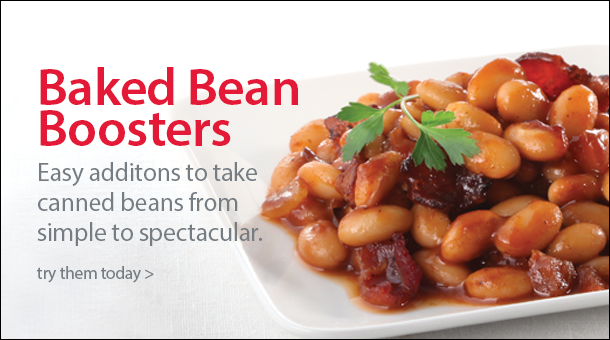 Baked Bean
Boosters
Easy additons to take
canned beans from
simple to spectacular.
try them today >